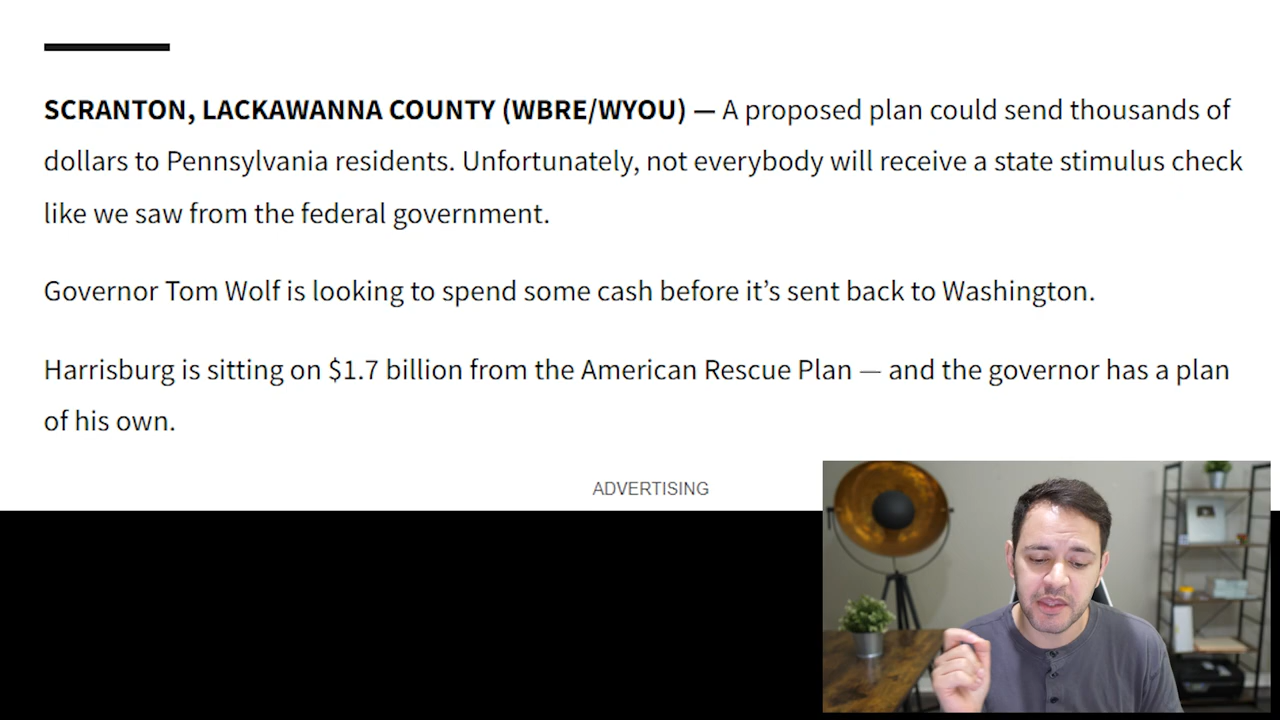 SCRANTON, LACKAWANNA COUNTY (WBRE/WYOU) — A proposed plan could send thousands of
dollars to Pennsylvania residents. Unfortunately, not everybody will receive a state stimulus check
like we saw from the federal government.
Governor Tom Wolf is looking to spend some cash before it’s sent back to Washington.
Harrisburg is sitting on $1.7 billion from the American Rescue Plan — and the governor has a plan
of his own.
ADVERTISING